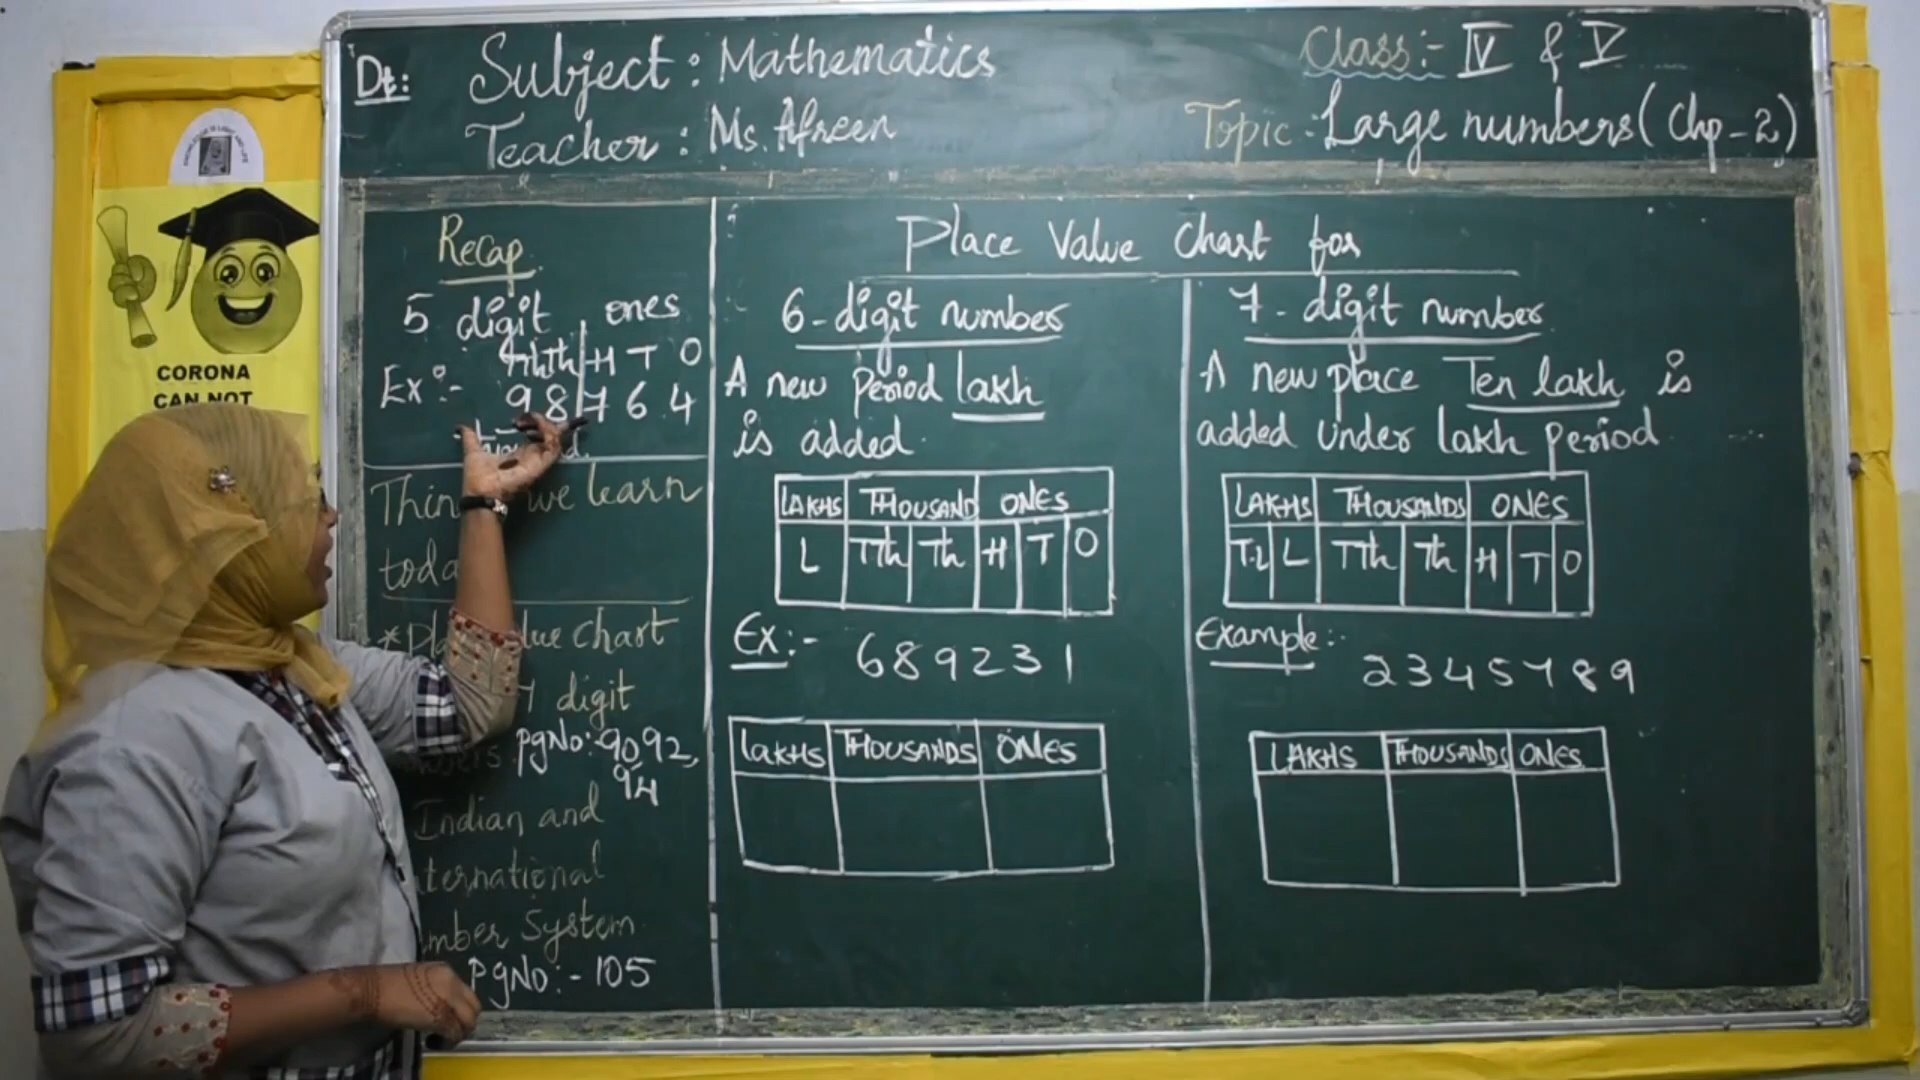 Dt:
Subject : Mathematics
Teacher : Ms. Afreen
Class:- IV & V
Topic : Large numbers ( Chp - 2 )
CORONA
CAN NOT
Recap
5 digit ones
TTh Th H T O
Ex:- 9 8 7 6 4
we learn
Chart
digit
PgNo:- 90, 92,
94
Indian and
System
PgNo:- 105
Place Value Chart for
6 - digit number
A new period lakh
is added.
LAKHS THOUSAND ONES
L TTh Th H T O
Ex:- 689231
LAKHS THOUSANDS ONES
7 - digit number
A new place Ten lakh is
added under lakh period
LAKHS THOUSANDS ONES
T.L L TTh Th H T O
Example:- 2345789
LAKHS THOUSANDS ONES